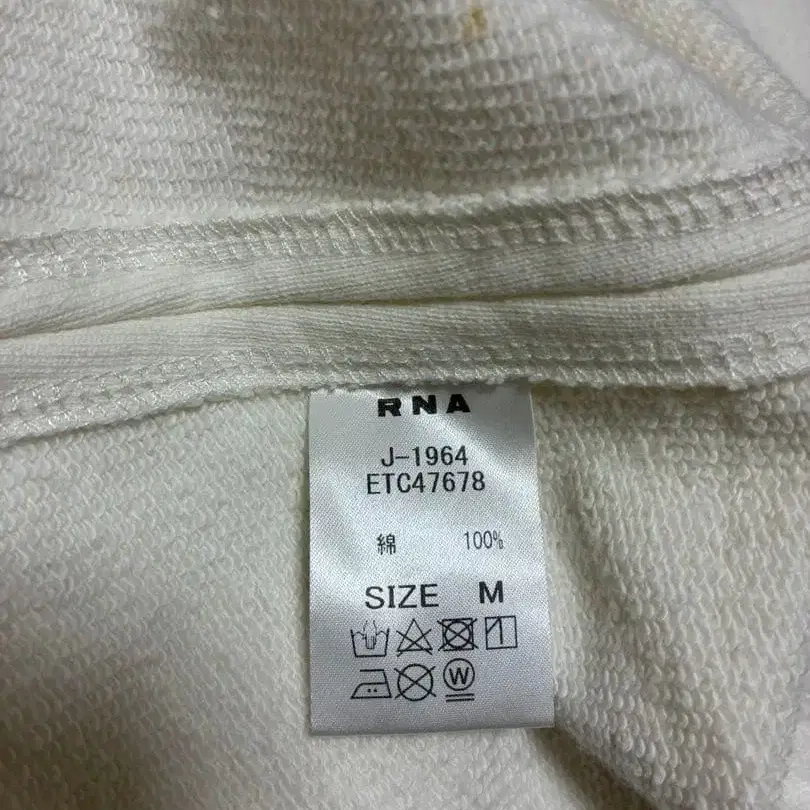 RNA
J-1964
ETC47678
綿 100%
SIZE M
W